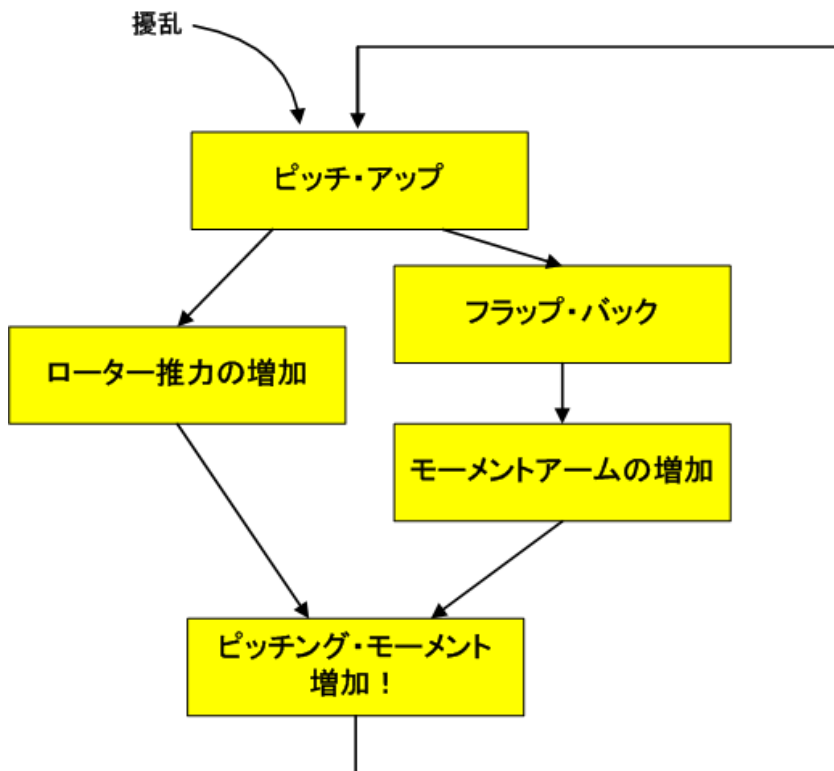 擾乱
ピッチ・アップ
フラップ・バック
ローター推力の増加
モーメントアームの増加
ピッチング・モーメント
増加！